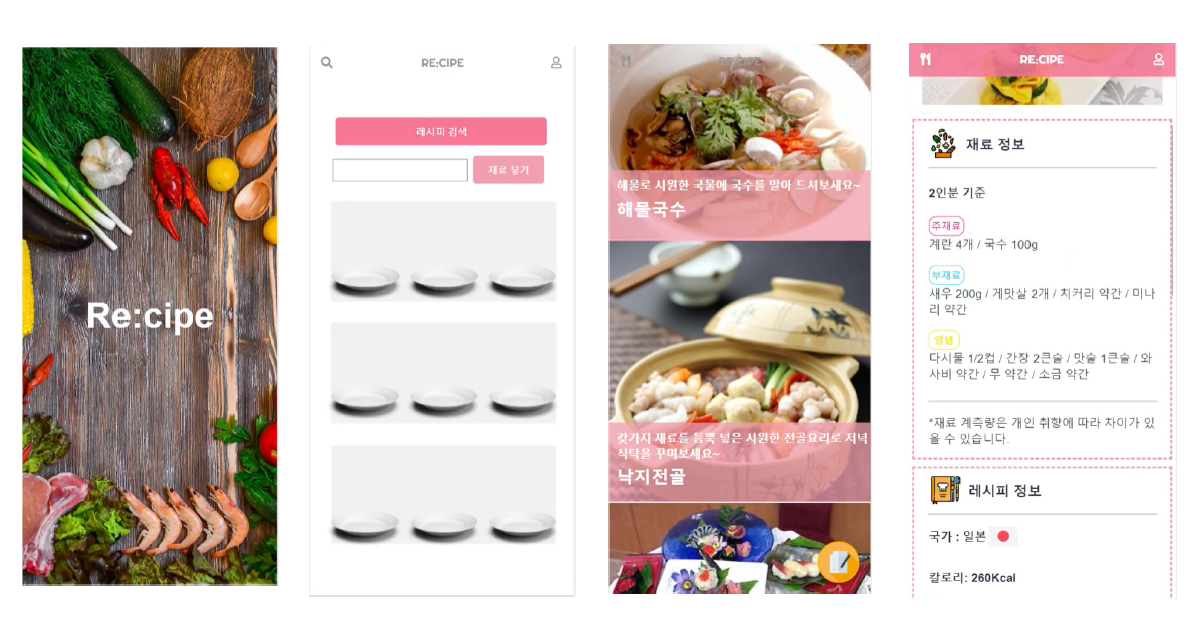 Re:cipe
RE:CIPE
레시피 검색
재료 넣기
RE:CIPE
해물로 시원한 국물에 국수를 말아 드셔보세요~
해물국수
갖가지 재료를 듬뿍 넣은 시원한 전골요리로 저녁
식탁을 꾸며보세요~
낙지전골
RE:CIPE
재료 정보
2인분 기준
주재료
계란 4개 / 국수 100g
부재료
새우 200g / 게맛살 2개 / 치커리 약간 / 미나
리 약간
양념
다시물 1/2컵 / 간장 2큰술 / 맛술 1큰술 / 와
사비 약간 / 무 약간 / 소금 약간
*재료 계측량은 개인 취향에 따라 차이가 있
을 수 있습니다.
레시피 정보
국가 : 일본
칼로리: 260Kcal